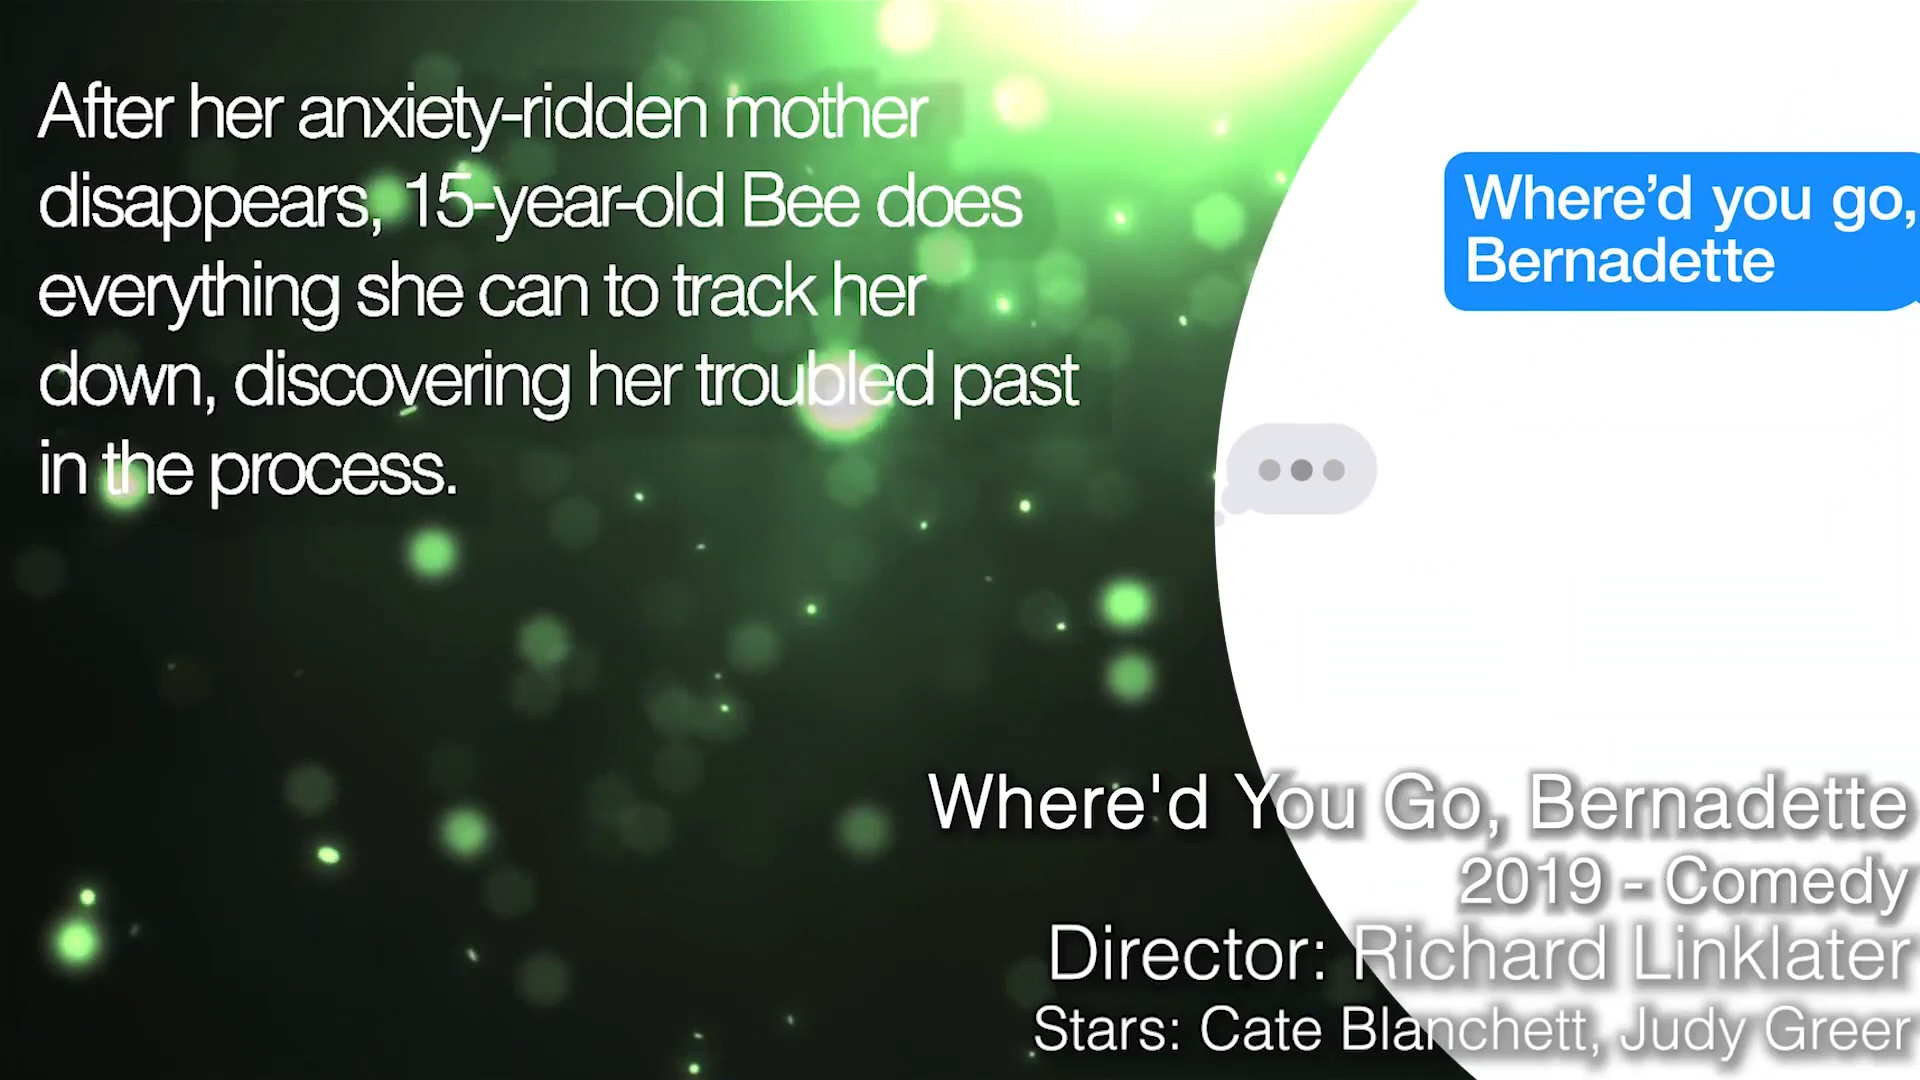 After her anxiety-ridden mother
disappears, 15-year-old Bee does
everything she can to track her
down, discovering her troubled past
in the process.
Where’d you go,
Bernadette
Where'd You Go, Bernadette
2019 - Comedy
Director: Richard Linklater
Stars: Cate Blanchett, Judy Greer